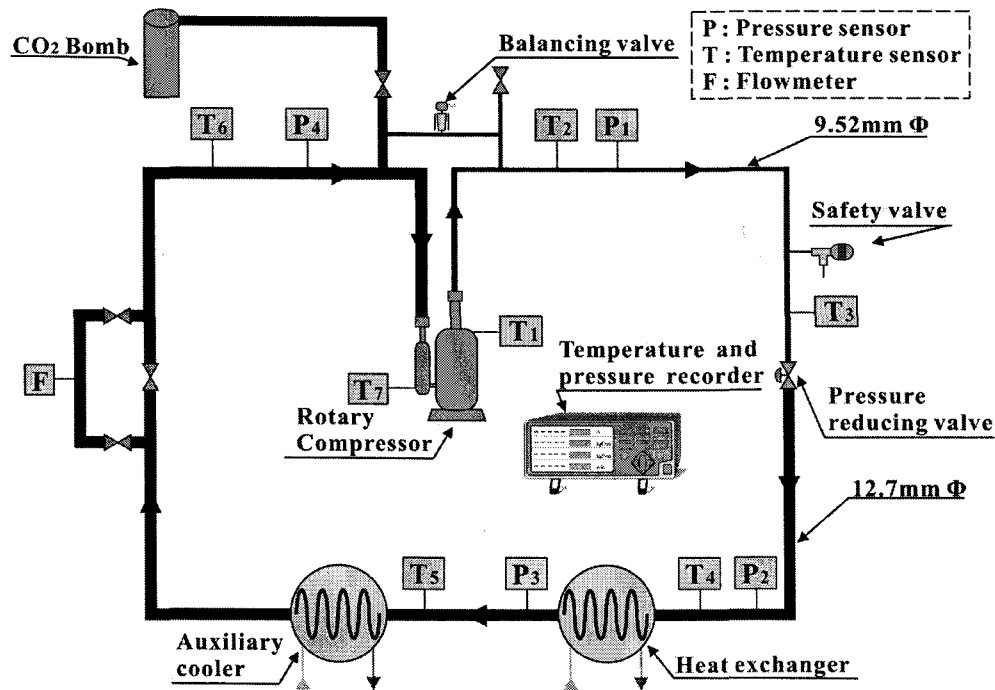 CO2 Bomb
Balancing valve
P : Pressure sensor
T : Temperature sensor
F : Flowmeter
T6
P4
T2
P1
9.52mm Φ
Safety valve
T3
T1
F
T7
Temperature and
pressure recorder
Rotary
Compressor
Pressure
reducing valve
12.7mm Φ
T5
P3
T4
P2
Auxiliary
cooler
Heat exchanger